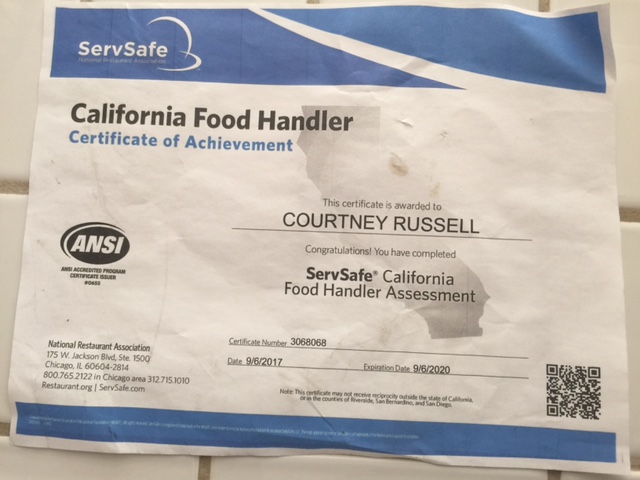 ServSafe
National Restaurant Association
California Food Handler
Certificate of Achievement
This certificate is awarded to
COURTNEY RUSSELL
Congratulations! You have completed
ServSafe® California
Food Handler Assessment
ANSI
ANSI ACCREDITED PROGRAM
CERTIFICATE ISSUER
#0655
National Restaurant Association
175 W. Jackson Blvd, Ste. 1500
Chicago, IL 60604-2814
800.765.2122 in Chicago area 312.715.1010
Restaurant.org | ServSafe.com
Certificate Number 3068068
Date 9/6/2017 Expiration Date 9/6/2020
Note: This certificate may not receive reciprocity outside the state of California,
or in the counties of Riverside, San Bernardino, and San Diego.